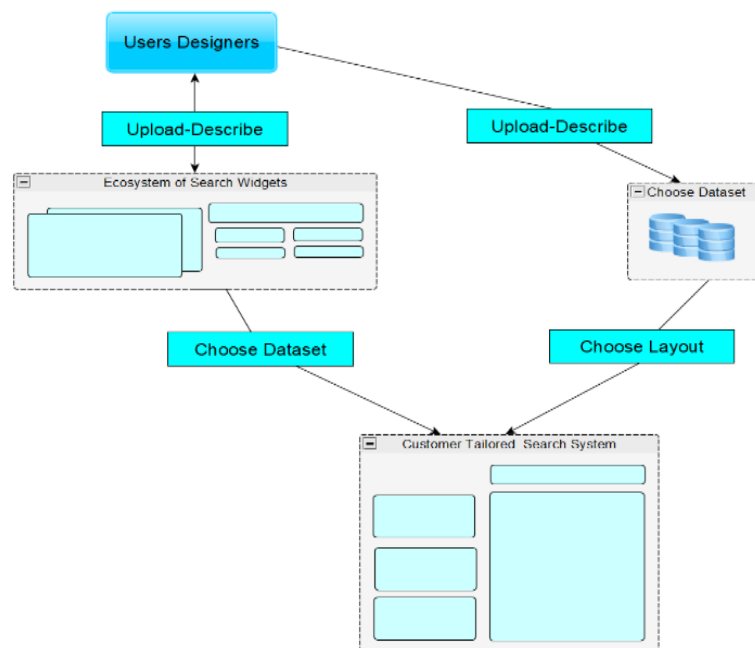 Users Designers
Upload-Describe
Upload-Describe
Ecosystem of Search Widgets
Choose Dataset
Choose Dataset
Choose Layout
Customer Tailored Search System